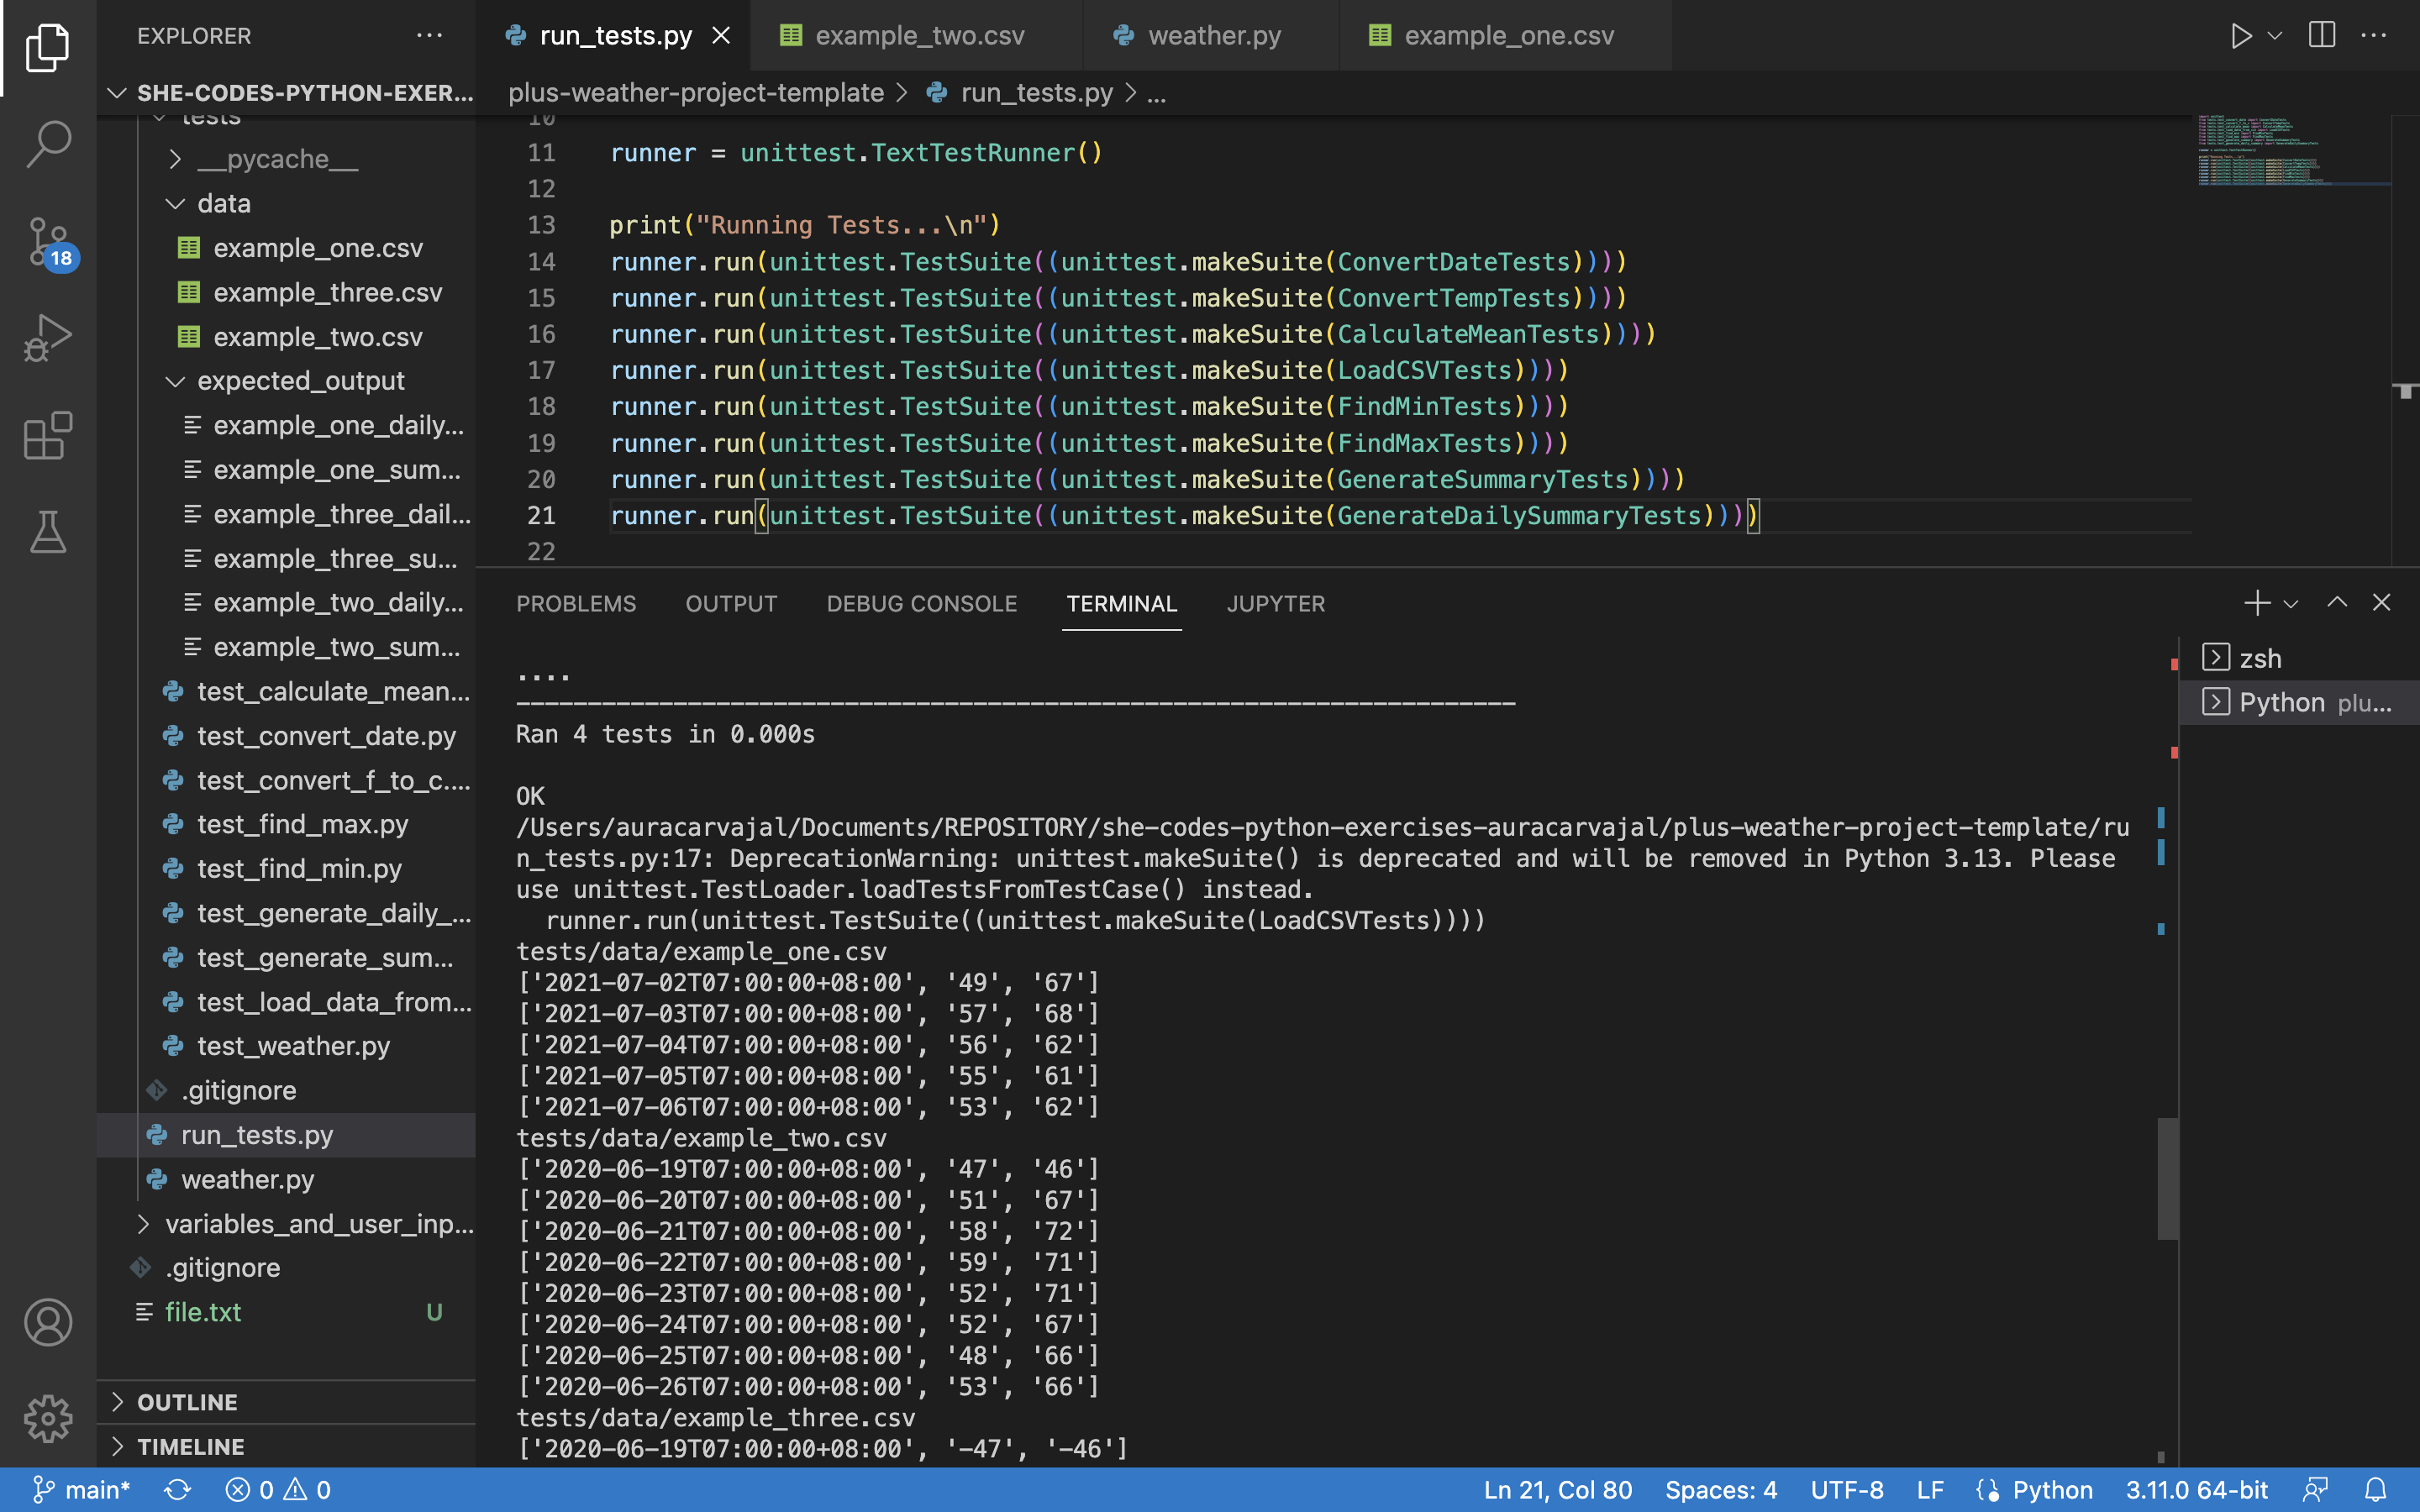 EXPLORER
run_tests.py
example_two.csv
weather.py
example_one.csv
SHE-CODES-PYTHON-EXER...
plus-weather-project-template > run_tests.py > ...
tests
__pycache__
data
example_one.csv
example_three.csv
example_two.csv
expected_output
example_one_daily...
example_one_sum...
example_three_dail...
example_three_su...
example_two_daily...
example_two_sum...
test_calculate_mean...
test_convert_date.py
test_convert_f_to_c....
test_find_max.py
test_find_min.py
test_generate_daily_...
test_generate_sum...
test_load_data_from...
test_weather.py
.gitignore
run_tests.py
weather.py
variables_and_user_inp...
.gitignore
file.txt U
OUTLINE
TIMELINE
18
10
11 runner = unittest.TextTestRunner()
12
13 print("Running Tests...\n")
14 runner.run(unittest.TestSuite((unittest.makeSuite(ConvertDateTests))))
15 runner.run(unittest.TestSuite((unittest.makeSuite(ConvertTempTests))))
16 runner.run(unittest.TestSuite((unittest.makeSuite(CalculateMeanTests))))
17 runner.run(unittest.TestSuite((unittest.makeSuite(LoadCSVTests))))
18 runner.run(unittest.TestSuite((unittest.makeSuite(FindMinTests))))
19 runner.run(unittest.TestSuite((unittest.makeSuite(FindMaxTests))))
20 runner.run(unittest.TestSuite((unittest.makeSuite(GenerateSummaryTests))))
21 runner.run(unittest.TestSuite((unittest.makeSuite(GenerateDailySummaryTests))))
22
PROBLEMS OUTPUT DEBUG CONSOLE TERMINAL JUPYTER
zsh
Python plu...
....
----------------------------------------------------------------------
Ran 4 tests in 0.000s
OK
/Users/auracarvajal/Documents/REPOSITORY/she-codes-python-exercises-auracarvajal/plus-weather-project-template/ru
n_tests.py:17: DeprecationWarning: unittest.makeSuite() is deprecated and will be removed in Python 3.13. Please
use unittest.TestLoader.loadTestsFromTestCase() instead.
runner.run(unittest.TestSuite((unittest.makeSuite(LoadCSVTests))))
tests/data/example_one.csv
['2021-07-02T07:00:00+08:00', '49', '67']
['2021-07-03T07:00:00+08:00', '57', '68']
['2021-07-04T07:00:00+08:00', '56', '62']
['2021-07-05T07:00:00+08:00', '55', '61']
['2021-07-06T07:00:00+08:00', '53', '62']
tests/data/example_two.csv
['2020-06-19T07:00:00+08:00', '47', '46']
['2020-06-20T07:00:00+08:00', '51', '67']
['2020-06-21T07:00:00+08:00', '58', '72']
['2020-06-22T07:00:00+08:00', '59', '71']
['2020-06-23T07:00:00+08:00', '52', '71']
['2020-06-24T07:00:00+08:00', '52', '67']
['2020-06-25T07:00:00+08:00', '48', '66']
['2020-06-26T07:00:00+08:00', '53', '66']
tests/data/example_three.csv
['2020-06-19T07:00:00+08:00', '-47', '-46']
main* 0 0 Ln 21, Col 80 Spaces: 4 UTF-8 LF Python 3.11.0 64-bit